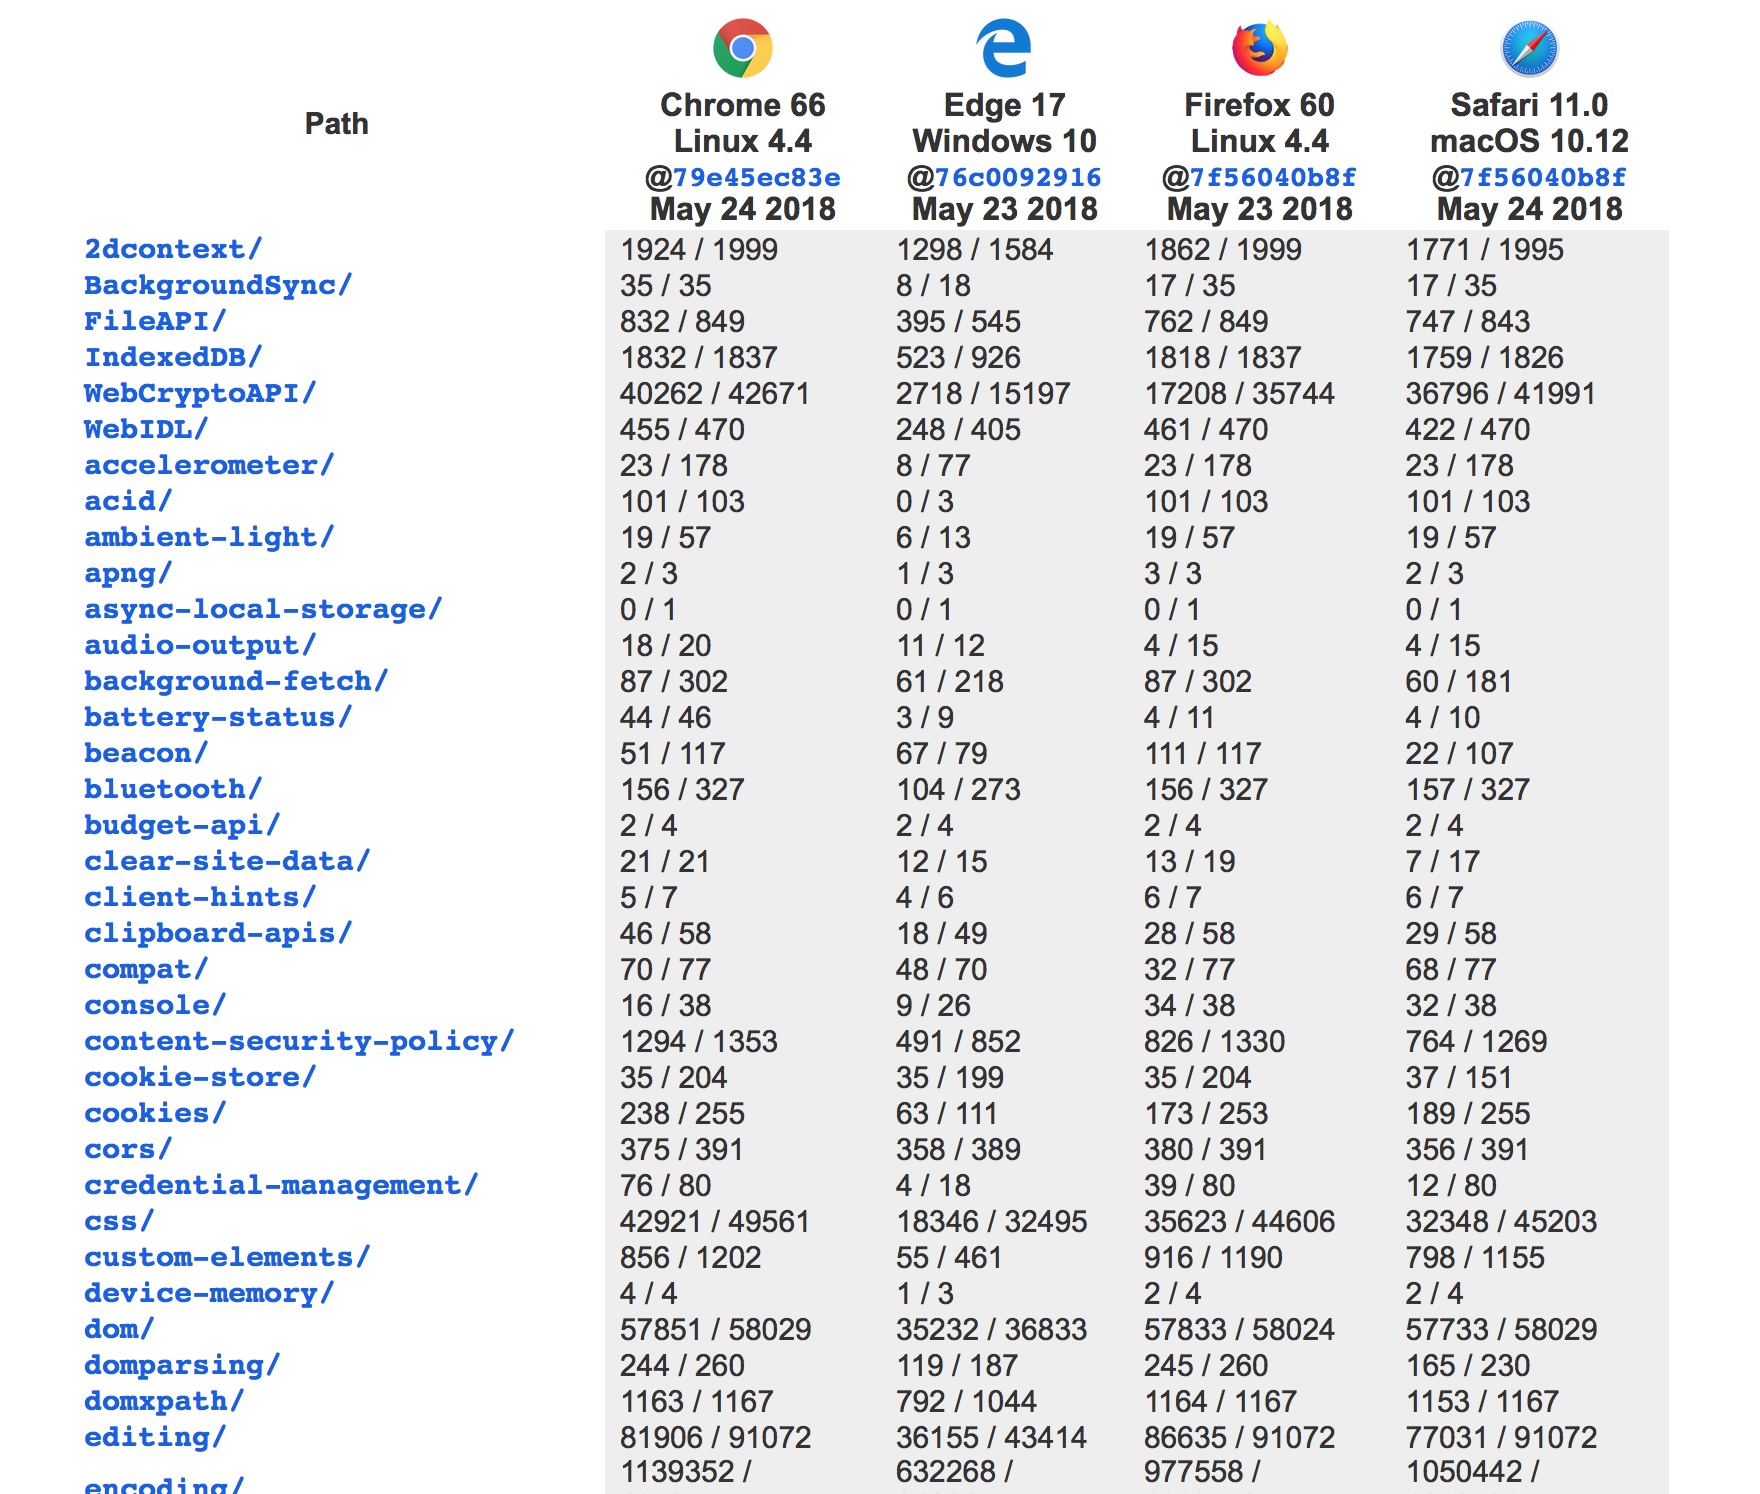 Path
Chrome 66 Edge 17 Firefox 60 Safari 11.0
Linux 4.4 Windows 10 Linux 4.4 macOS 10.12
@79e45ec83e @76c0092916 @7f56040b8f @7f56040b8f
May 24 2018 May 23 2018 May 23 2018 May 24 2018
2dcontext/ 1924 / 1999 1298 / 1584 1862 / 1999 1771 / 1995
BackgroundSync/ 35 / 35 8 / 18 17 / 35 17 / 35
FileAPI/ 832 / 849 395 / 545 762 / 849 747 / 843
IndexedDB/ 1832 / 1837 523 / 926 1818 / 1837 1759 / 1826
WebCryptoAPI/ 40262 / 42671 2718 / 15197 17208 / 35744 36796 / 41991
WebIDL/ 455 / 470 248 / 405 461 / 470 422 / 470
accelerometer/ 23 / 178 8 / 77 23 / 178 23 / 178
acid/ 101 / 103 0 / 3 101 / 103 101 / 103
ambient-light/ 19 / 57 6 / 13 19 / 57 19 / 57
apng/ 2 / 3 1 / 3 3 / 3 2 / 3
async-local-storage/ 0 / 1 0 / 1 0 / 1 0 / 1
audio-output/ 18 / 20 11 / 12 4 / 15 4 / 15
background-fetch/ 87 / 302 61 / 218 87 / 302 60 / 181
battery-status/ 44 / 46 3 / 9 4 / 11 4 / 10
beacon/ 51 / 117 67 / 79 111 / 117 22 / 107
bluetooth/ 156 / 327 104 / 273 156 / 327 157 / 327
budget-api/ 2 / 4 2 / 4 2 / 4 2 / 4
clear-site-data/ 21 / 21 12 / 15 13 / 19 7 / 17
client-hints/ 5 / 7 4 / 6 6 / 7 6 / 7
clipboard-apis/ 46 / 58 18 / 49 28 / 58 29 / 58
compat/ 70 / 77 48 / 70 32 / 77 68 / 77
console/ 16 / 38 9 / 26 34 / 38 32 / 38
content-security-policy/ 1294 / 1353 491 / 852 826 / 1330 764 / 1269
cookie-store/ 35 / 204 35 / 199 35 / 204 37 / 151
cookies/ 238 / 255 63 / 111 173 / 253 189 / 255
cors/ 375 / 391 358 / 389 380 / 391 356 / 391
credential-management/ 76 / 80 4 / 18 39 / 80 12 / 80
css/ 42921 / 49561 18346 / 32495 35623 / 44606 32348 / 45203
custom-elements/ 856 / 1202 55 / 461 916 / 1190 798 / 1155
device-memory/ 4 / 4 1 / 3 2 / 4 2 / 4
dom/ 57851 / 58029 35232 / 36833 57833 / 58024 57733 / 58029
domparsing/ 244 / 260 119 / 187 245 / 260 165 / 230
domxpath/ 1163 / 1167 792 / 1044 1164 / 1167 1153 / 1167
editing/ 81906 / 91072 36155 / 43414 86635 / 91072 77031 / 91072
encoding/ 1139352 / 632268 / 977558 / 1050442 /